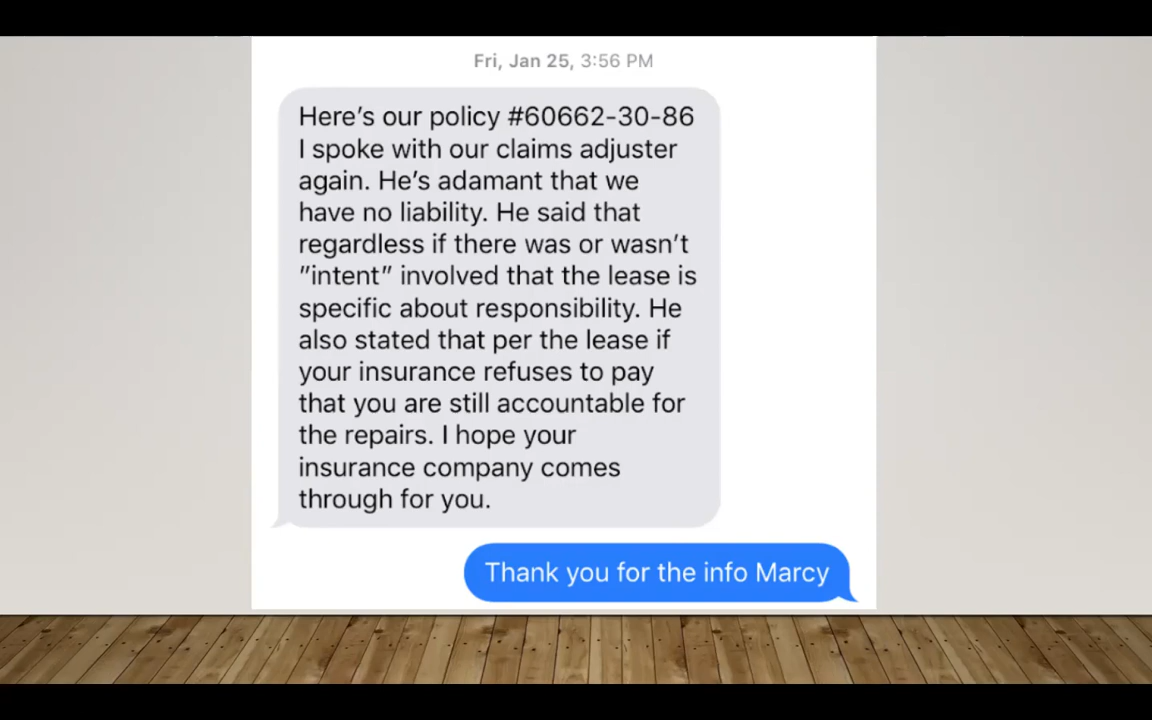 Fri, Jan 25, 3:56 PM
Here's our policy #60662-30-86
I spoke with our claims adjuster
again. He's adamant that we
have no liability. He said that
regardless if there was or wasn't
"intent" involved that the lease is
specific about responsibility. He
also stated that per the lease if
your insurance refuses to pay
that you are still accountable for
the repairs. I hope your
insurance company comes
through for you.
Thank you for the info Marcy